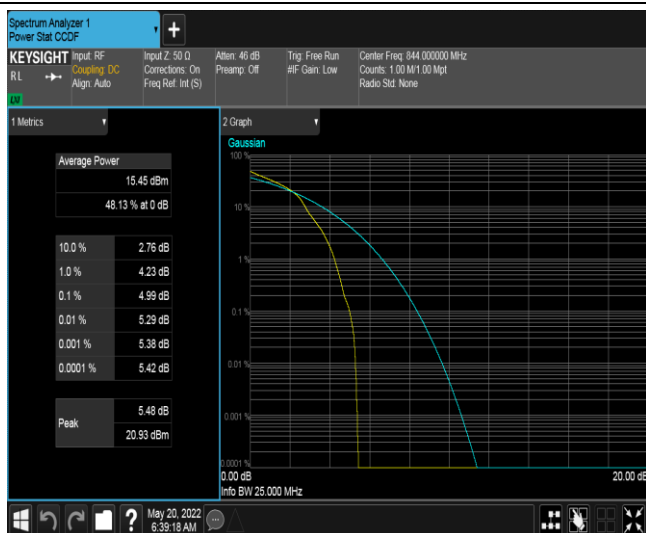 Spectrum Analyzer 1
Power Stat CCDF
+
KEYSIGHT Input: RF Input Z: 50 Ω Atten: 46 dB Trig: Free Run Center Freq: 844.000000 MHz
RL Coupling: DC Corrections: On Preamp: Off #IF Gain: Low Counts: 1.00 M/1.00 Mpt
Align: Auto Freq Ref: Int (S) Radio Std: None
1 Metrics
2 Graph
Average Power
15.45 dBm
48.13 % at 0 dB
10.0 % 2.76 dB
1.0 % 4.23 dB
0.1 % 4.99 dB
0.01 % 5.29 dB
0.001 % 5.38 dB
0.0001 % 5.42 dB
Peak 5.48 dB
20.93 dBm
Gaussian
100 %
10 %
1 %
0.1 %
0.01 %
0.001 %
0.0001 %
0.00 dB 20.00 dB
Info BW 25.000 MHz
? May 20, 2022
6:39:18 AM